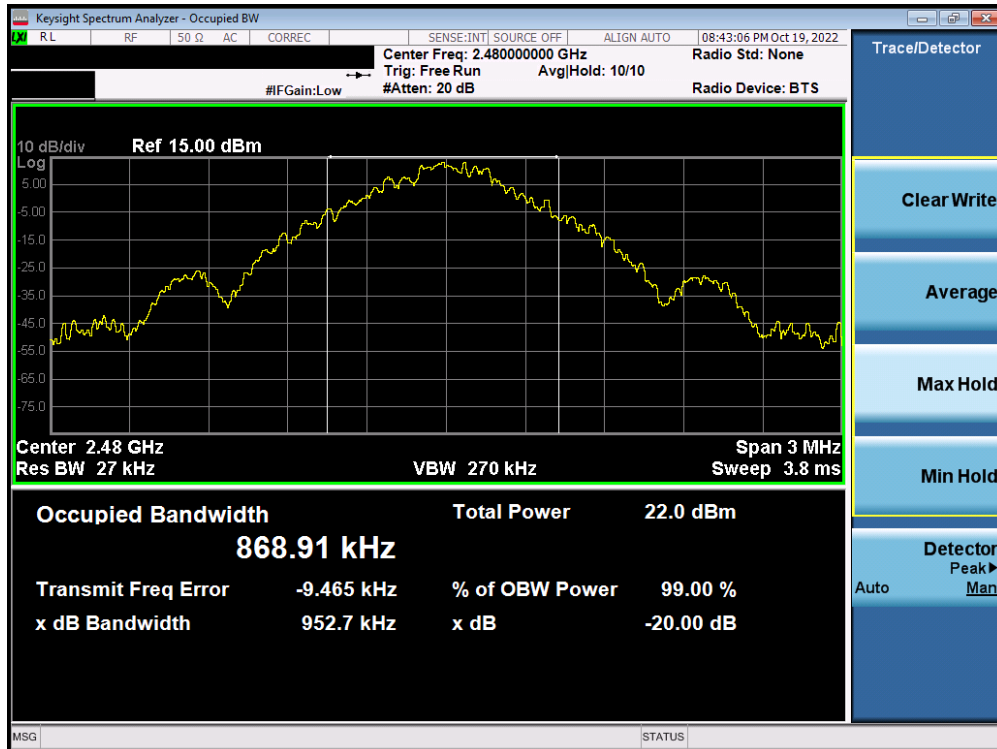 Keysight Spectrum Analyzer - Occupied BW
LXI RL RF 50 Ω AC CORREC SENSE:INT SOURCE OFF ALIGN AUTO 08:43:06 PM Oct 19, 2022
Center Freq: 2.480000000 GHz Radio Std: None
Trig: Free Run Avg|Hold: 10/10
#IFGain:Low #Atten: 20 dB Radio Device: BTS
10 dB/div Ref 15.00 dBm
Log
5.00
-5.00
-15.0
-25.0
-35.0
-45.0
-55.0
-65.0
-75.0
Center 2.48 GHz Span 3 MHz
Res BW 27 kHz VBW 270 kHz Sweep 3.8 ms
Occupied Bandwidth Total Power 22.0 dBm
868.91 kHz
Transmit Freq Error -9.465 kHz % of OBW Power 99.00 %
x dB Bandwidth 952.7 kHz x dB -20.00 dB
Trace/Detector
Clear Write
Average
Max Hold
Min Hold
Detector
Peak▶
Auto Man
MSG STATUS